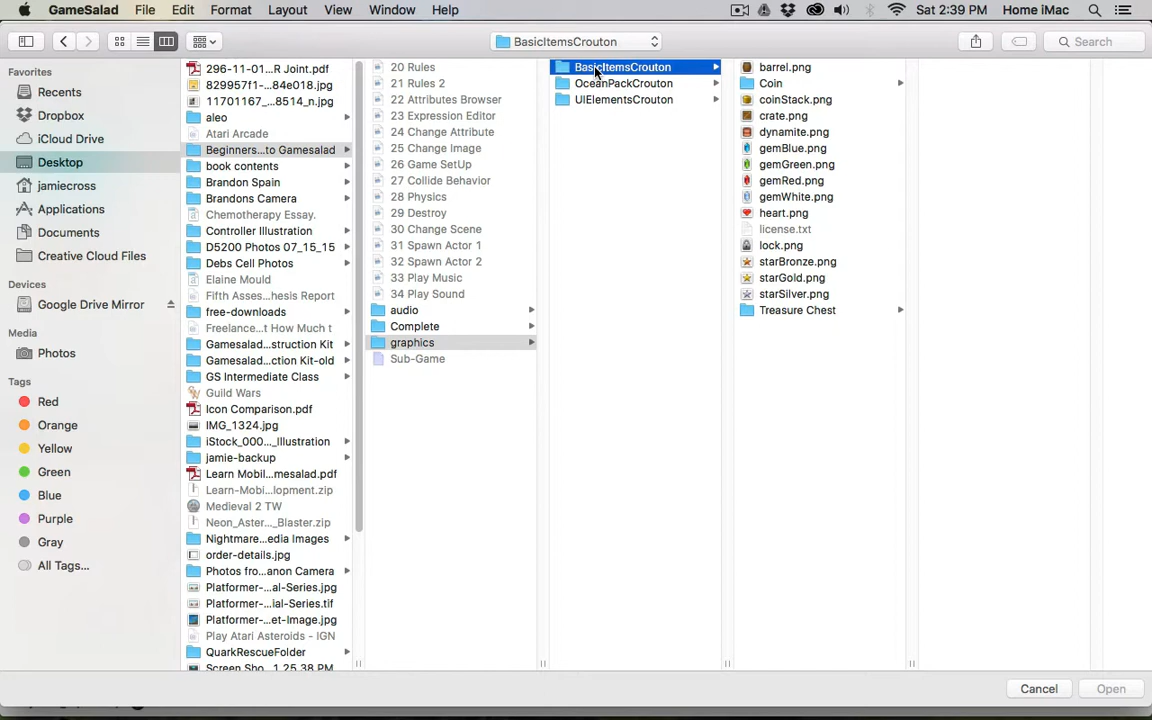 GameSalad File Edit Format Layout View Window Help Sat 2:39 PM Home iMac
BasicItemsCrouton
Search
Favorites
Recents
Dropbox
iCloud Drive
Desktop
jamiecross
Applications
Documents
Creative Cloud Files
Devices
Google Drive Mirror
Media
Photos
Tags
Red
Orange
Yellow
Green
Blue
Purple
Gray
All Tags...
296-11-01...R Joint.pdf
829957f1-...84e018.jpg
11701167_...8514_n.jpg
aleo
Atari Arcade
Beginners...to Gamesalad
book contents
Brandon Spain
Brandons Camera
Chemotherapy Essay.
Controller Illustration
D5200 Photos 07_15_15
Debs Cell Photos
Elaine Mould
Fifth Asses...hesis Report
free-downloads
Freelance...t How Much t
Gamesalad...struction Kit
Gamesalad...ction Kit-old
GS Intermediate Class
Guild Wars
Icon Comparison.pdf
IMG_1324.jpg
iStock_000..._Illustration
jamie-backup
Learn Mobil...mesalad.pdf
Learn-Mobi...lopment.zip
Medieval 2 TW
Neon_Aster..._Blaster.zip
Nightmare...edia Images
order-details.jpg
Photos fro...anon Camera
Platformer-...al-Series.jpg
Platformer-...ial-Series.tif
Platformer-...et-Image.jpg
Play Atari Asteroids - IGN
QuarkRescueFolder
Screen Sho...1.25.38 PM
20 Rules
21 Rules 2
22 Attributes Browser
23 Expression Editor
24 Change Attribute
25 Change Image
26 Game SetUp
27 Collide Behavior
28 Physics
29 Destroy
30 Change Scene
31 Spawn Actor 1
32 Spawn Actor 2
33 Play Music
34 Play Sound
audio
Complete
graphics
Sub-Game
BasicItemsCrouton
OceanPackCrouton
UIElementsCrouton
barrel.png
Coin
coinStack.png
crate.png
dynamite.png
gemBlue.png
gemGreen.png
gemRed.png
gemWhite.png
heart.png
license.txt
lock.png
starBronze.png
starGold.png
starSilver.png
Treasure Chest
Cancel
Open